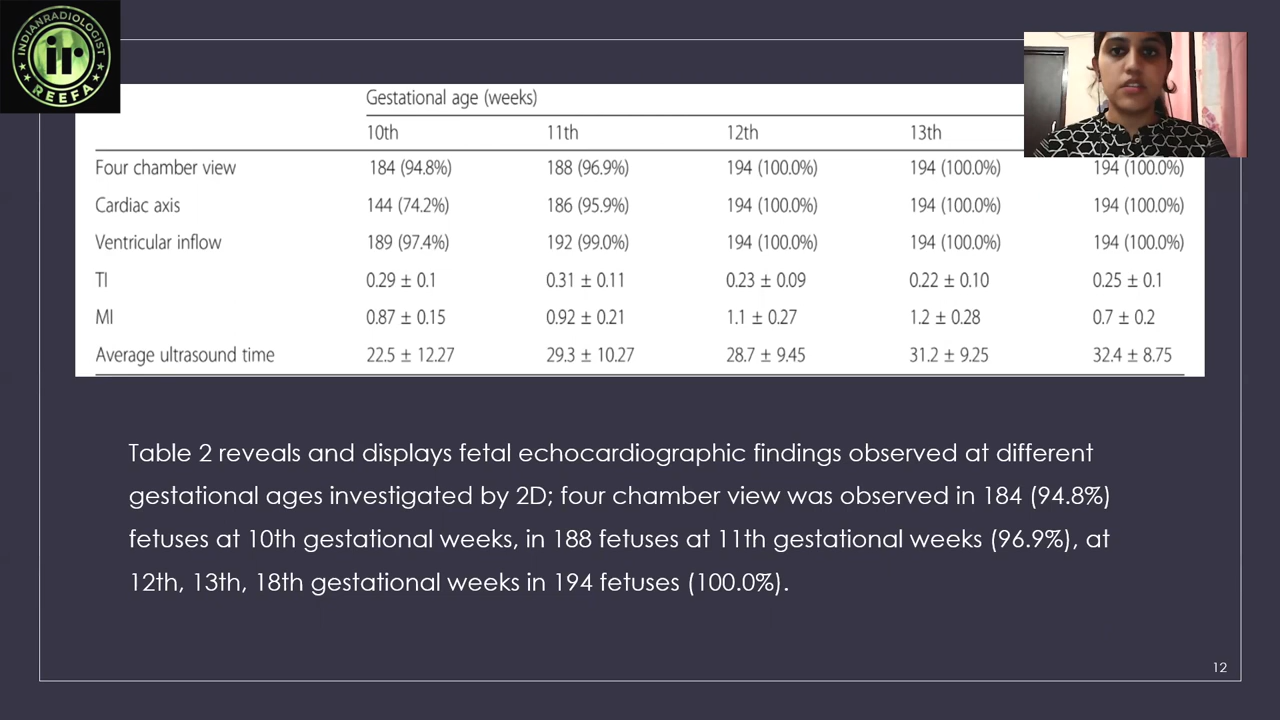 INDIANRADIOLOGIST
ir
REEFA
Gestational age (weeks)
10th 11th 12th 13th
Four chamber view 184 (94.8%) 188 (96.9%) 194 (100.0%) 194 (100.0%) 194 (100.0%)
Cardiac axis 144 (74.2%) 186 (95.9%) 194 (100.0%) 194 (100.0%) 194 (100.0%)
Ventricular inflow 189 (97.4%) 192 (99.0%) 194 (100.0%) 194 (100.0%) 194 (100.0%)
TI 0.29 ± 0.1 0.31 ± 0.11 0.23 ± 0.09 0.22 ± 0.10 0.25 ± 0.1
MI 0.87 ± 0.15 0.92 ± 0.21 1.1 ± 0.27 1.2 ± 0.28 0.7 ± 0.2
Average ultrasound time 22.5 ± 12.27 29.3 ± 10.27 28.7 ± 9.45 31.2 ± 9.25 32.4 ± 8.75
Table 2 reveals and displays fetal echocardiographic findings observed at different
gestational ages investigated by 2D; four chamber view was observed in 184 (94.8%)
fetuses at 10th gestational weeks, in 188 fetuses at 11th gestational weeks (96.9%), at
12th, 13th, 18th gestational weeks in 194 fetuses (100.0%).
12